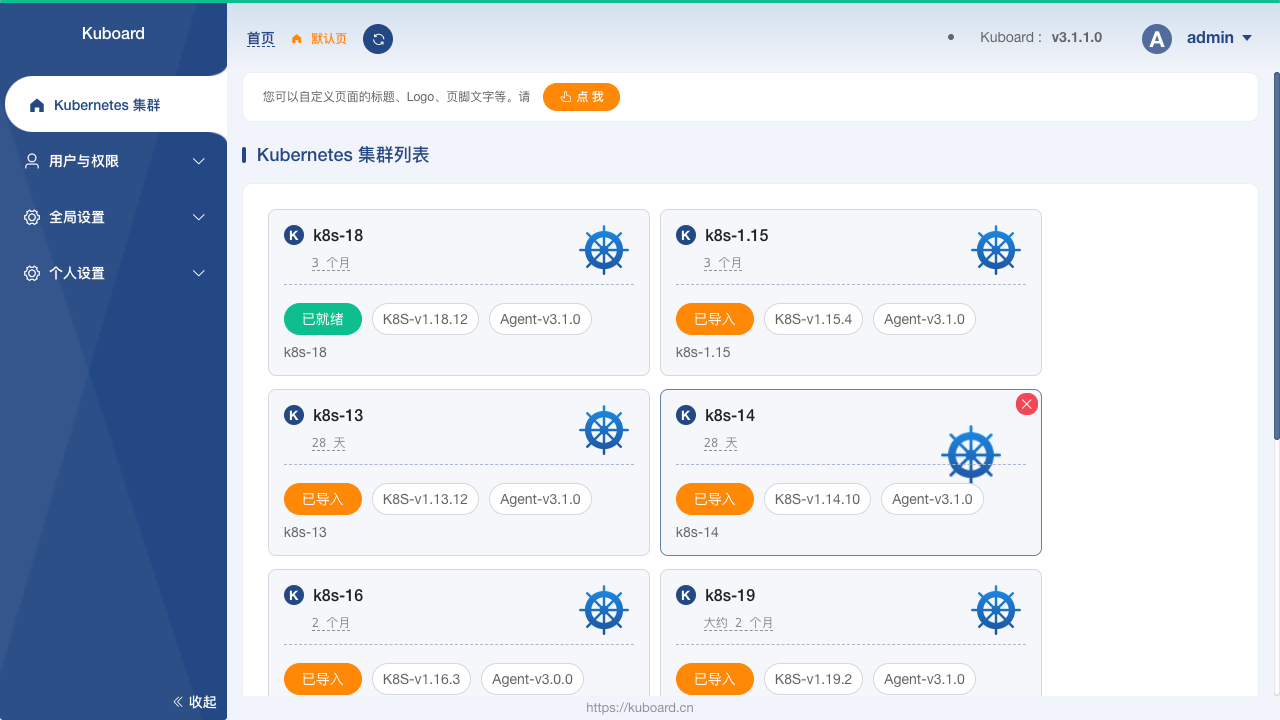 Kuboard
首页 默认页
Kuboard : v3.1.1.0
A admin
Kubernetes 集群
用户与权限
全局设置
个人设置
收起
您可以自定义页面的标题、Logo、页脚文字等。请 点 我
Kubernetes 集群列表
K k8s-18
3 个月
已就绪 K8S-v1.18.12 Agent-v3.1.0
k8s-18
K k8s-1.15
3 个月
已导入 K8S-v1.15.4 Agent-v3.1.0
k8s-1.15
K k8s-13
28 天
已导入 K8S-v1.13.12 Agent-v3.1.0
k8s-13
K k8s-14
28 天
已导入 K8S-v1.14.10 Agent-v3.1.0
k8s-14
K k8s-16
2 个月
已导入 K8S-v1.16.3 Agent-v3.0.0
K k8s-19
大约 2 个月
已导入 K8S-v1.19.2 Agent-v3.1.0
https://kuboard.cn